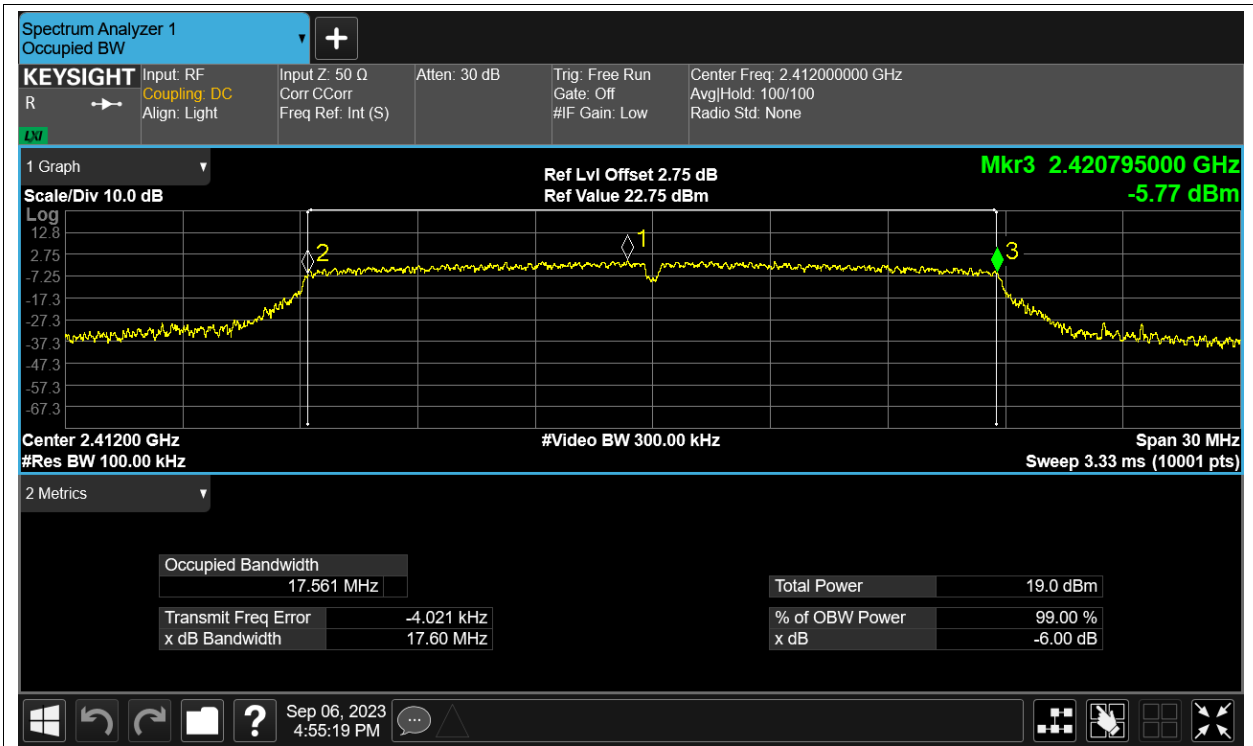 Spectrum Analyzer 1
Occupied BW
KEYSIGHT
R
LXI
Input: RF
Coupling: DC
Align: Light
Input Z: 50 Ω
Corr CCorr
Freq Ref: Int (S)
Atten: 30 dB
Trig: Free Run
Gate: Off
#IF Gain: Low
Center Freq: 2.412000000 GHz
Avg|Hold: 100/100
Radio Std: None
1 Graph
Scale/Div 10.0 dB
Ref Lvl Offset 2.75 dB
Ref Value 22.75 dBm
Mkr3 2.420795000 GHz
-5.77 dBm
Log
12.8
2.75
-7.25
-17.3
-27.3
-37.3
-47.3
-57.3
-67.3
2
1
3
Center 2.41200 GHz
#Video BW 300.00 kHz
Span 30 MHz
#Res BW 100.00 kHz
Sweep 3.33 ms (10001 pts)
2 Metrics
Occupied Bandwidth
17.561 MHz
Total Power 19.0 dBm
Transmit Freq Error -4.021 kHz
% of OBW Power 99.00 %
x dB Bandwidth 17.60 MHz
x dB -6.00 dB
?
Sep 06, 2023
4:55:19 PM